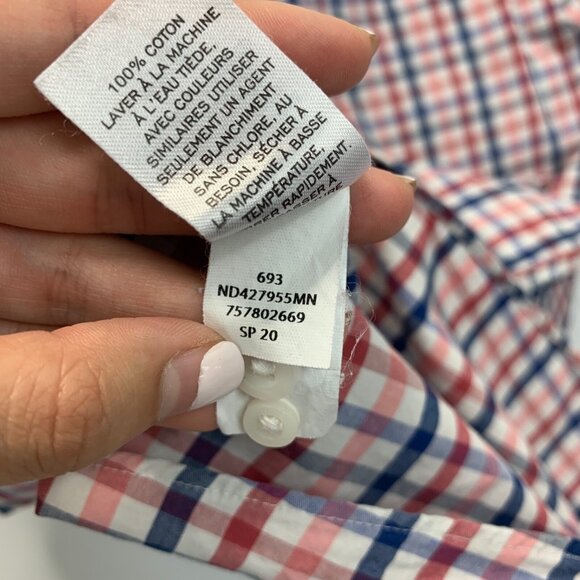 100% COTON
LAVER À LA MACHINE
À L'EAU TIÈDE,
AVEC COULEURS
SIMILAIRES UTILISER
SEULEMENT UN AGENT
DE BLANCHIMENT
SANS CHLORE, AU
BESOIN, SÉCHER À
LA MACHINE À BASSE
TEMPÉRATURE,
RAPIDEMENT
693
ND427955MN
757802669
SP 20